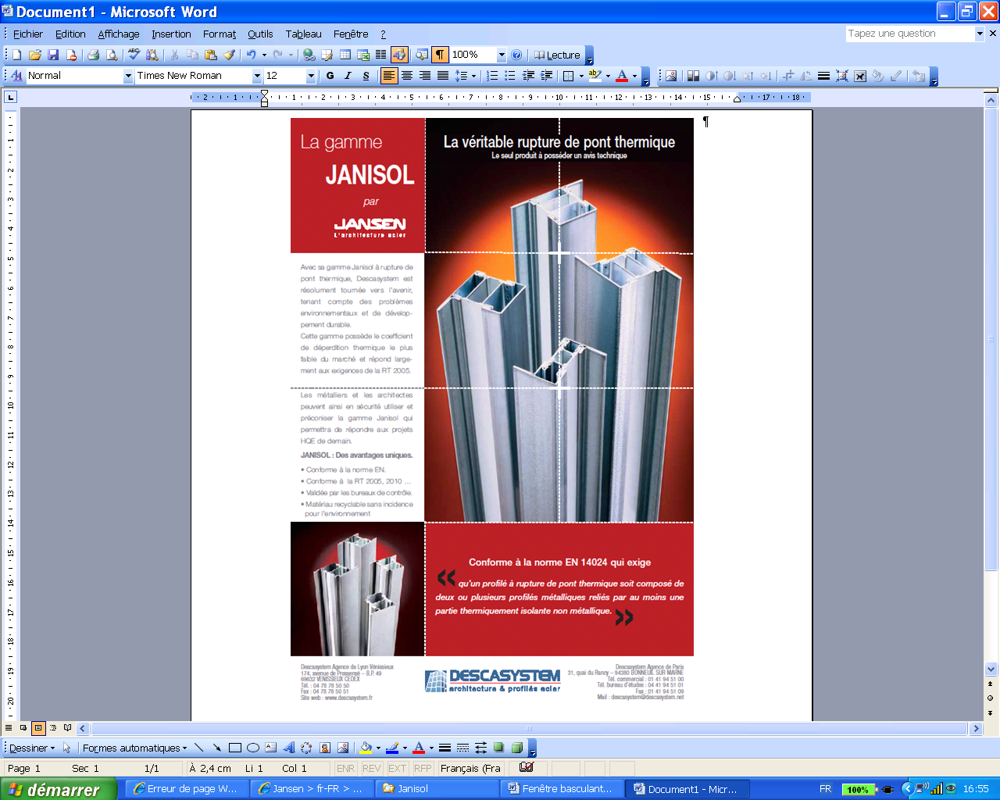 Document1 - Microsoft Word
Fichier Edition Affichage Insertion Format Outils Tableau Fenêtre ?
Tapez une question
100%
Lecture
Normal
Times New Roman
12
G I S
La gamme
JANISOL
par
JANSEN
L'architecture acier
La véritable rupture de pont thermique
Le seul produit à posséder un avis technique
¶
Avec sa gamme Janisol à rupture de
pont thermique, Descasystem est
résolument tournée vers l'avenir,
tenant compte des problèmes
environnementaux et de dévelop-
pement durable.
Cette gamme possède le coefficient
de déperdition thermique le plus
faible du marché et répond large-
ment aux exigences de la RT 2005.
Les métalliers et les architectes
peuvent ainsi en sécurité utiliser et
préconiser la gamme Janisol qui
permettra de répondre aux projets
HQE de demain.
JANISOL : Des avantages uniques.
• Conforme à la norme EN.
• Conforme à la RT 2005, 2010 ...
• Validée par les bureaux de contrôle.
• Matériau recyclable sans incidence
pour l'environnement
Conforme à la norme EN 14024 qui exige
« qu'un profilé à rupture de pont thermique soit composé de
deux ou plusieurs profilés métalliques reliés par au moins une
partie thermiquement isolante non métallique. »
Descasystem Agence de Lyon Vénissieux
174, avenue de Pressensé – B.P. 49
69632 VENISSIEUX CEDEX
Tél. : 04 78 78 50 50
Fax : 04 78 78 50 51
Site web : www.descasystem.fr
DESCASYSTEM
architecture & profilés acier
Descasystem Agence de Paris
31, quai du Rancy – 94380 BONNEUIL SUR MARNE
Tél. commercial : 01 41 94 51 00
Tél. bureau d'études : 04 41 94 51 01
Fax : 01 41 94 51 09
Mail : descasystem@descasystem.net
Dessiner Formes automatiques
Page 1 Sec 1 1/1 À 2,4 cm Li 1 Col 1 ENR REV EXT RFP Français (Fra
démarrer
Erreur de page W...
Jansen > fr-FR > ...
Janisol
Fenêtre basculant...
Document1 - Micr...
FR
100%
16:55